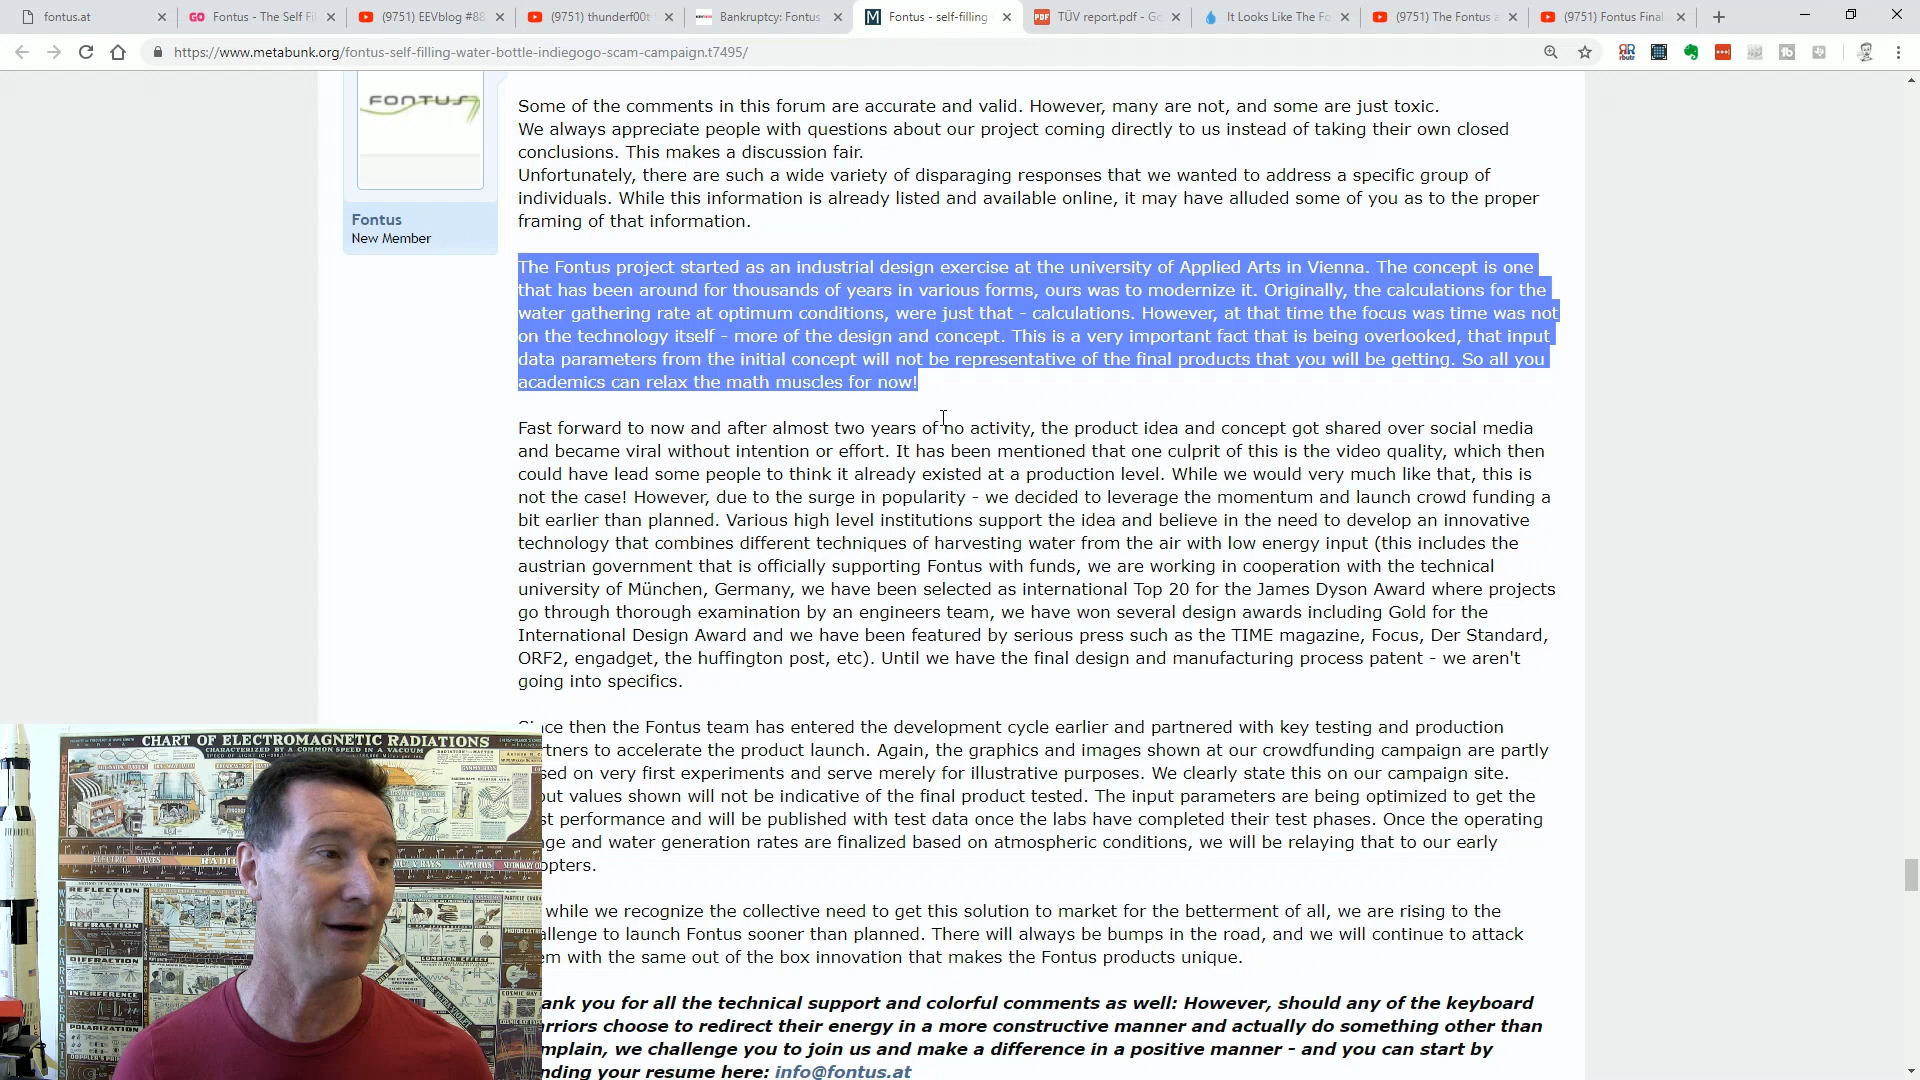 fontus.at
Fontus - The Self Fil
(9751) EEVblog #88
(9751) thunderf00t
Bankruptcy: Fontus
Fontus - self-filling
TÜV report.pdf - Go
It Looks Like The Fo
(9751) The Fontus a
(9751) Fontus Final
https://www.metabunk.org/fontus-self-filling-water-bottle-indiegogo-scam-campaign.t7495/
FONTUS
Fontus
New Member
Some of the comments in this forum are accurate and valid. However, many are not, and some are just toxic.
We always appreciate people with questions about our project coming directly to us instead of taking their own closed
conclusions. This makes a discussion fair.
Unfortunately, there are such a wide variety of disparaging responses that we wanted to address a specific group of
individuals. While this information is already listed and available online, it may have alluded some of you as to the proper
framing of that information.
The Fontus project started as an industrial design exercise at the university of Applied Arts in Vienna. The concept is one
that has been around for thousands of years in various forms, ours was to modernize it. Originally, the calculations for the
water gathering rate at optimum conditions, were just that - calculations. However, at that time the focus was time was not
on the technology itself - more of the design and concept. This is a very important fact that is being overlooked, that input
data parameters from the initial concept will not be representative of the final products that you will be getting. So all you
academics can relax the math muscles for now!
Fast forward to now and after almost two years of no activity, the product idea and concept got shared over social media
and became viral without intention or effort. It has been mentioned that one culprit of this is the video quality, which then
could have lead some people to think it already existed at a production level. While we would very much like that, this is
not the case! However, due to the surge in popularity - we decided to leverage the momentum and launch crowd funding a
bit earlier than planned. Various high level institutions support the idea and believe in the need to develop an innovative
technology that combines different techniques of harvesting water from the air with low energy input (this includes the
austrian government that is officially supporting Fontus with funds, we are working in cooperation with the technical
university of München, Germany, we have been selected as international Top 20 for the James Dyson Award where projects
go through thorough examination by an engineers team, we have won several design awards including Gold for the
International Design Award and we have been featured by serious press such as the TIME magazine, Focus, Der Standard,
ORF2, engadget, the huffington post, etc). Until we have the final design and manufacturing process patent - we aren't
going into specifics.
then the Fontus team has entered the development cycle earlier and partnered with key testing and production
to accelerate the product launch. Again, the graphics and images shown at our crowdfunding campaign are partly
on very first experiments and serve merely for illustrative purposes. We clearly state this on our campaign site.
values shown will not be indicative of the final product tested. The input parameters are being optimized to get the
performance and will be published with test data once the labs have completed their test phases. Once the operating
and water generation rates are finalized based on atmospheric conditions, we will be relaying that to our early
while we recognize the collective need to get this solution to market for the betterment of all, we are rising to the
to launch Fontus sooner than planned. There will always be bumps in the road, and we will continue to attack
with the same out of the box innovation that makes the Fontus products unique.
you for all the technical support and colorful comments as well: However, should any of the keyboard
choose to redirect their energy in a more constructive manner and actually do something other than
we challenge you to join us and make a difference in a positive manner - and you can start by
your resume here: info@fontus.at
CHART OF ELECTROMAGNETIC RADIATIONS
ELECTRIC WAVES
REFLECTION
REFRACTION
DIFFRACTION
INTERFERENCE
POLARIZATION